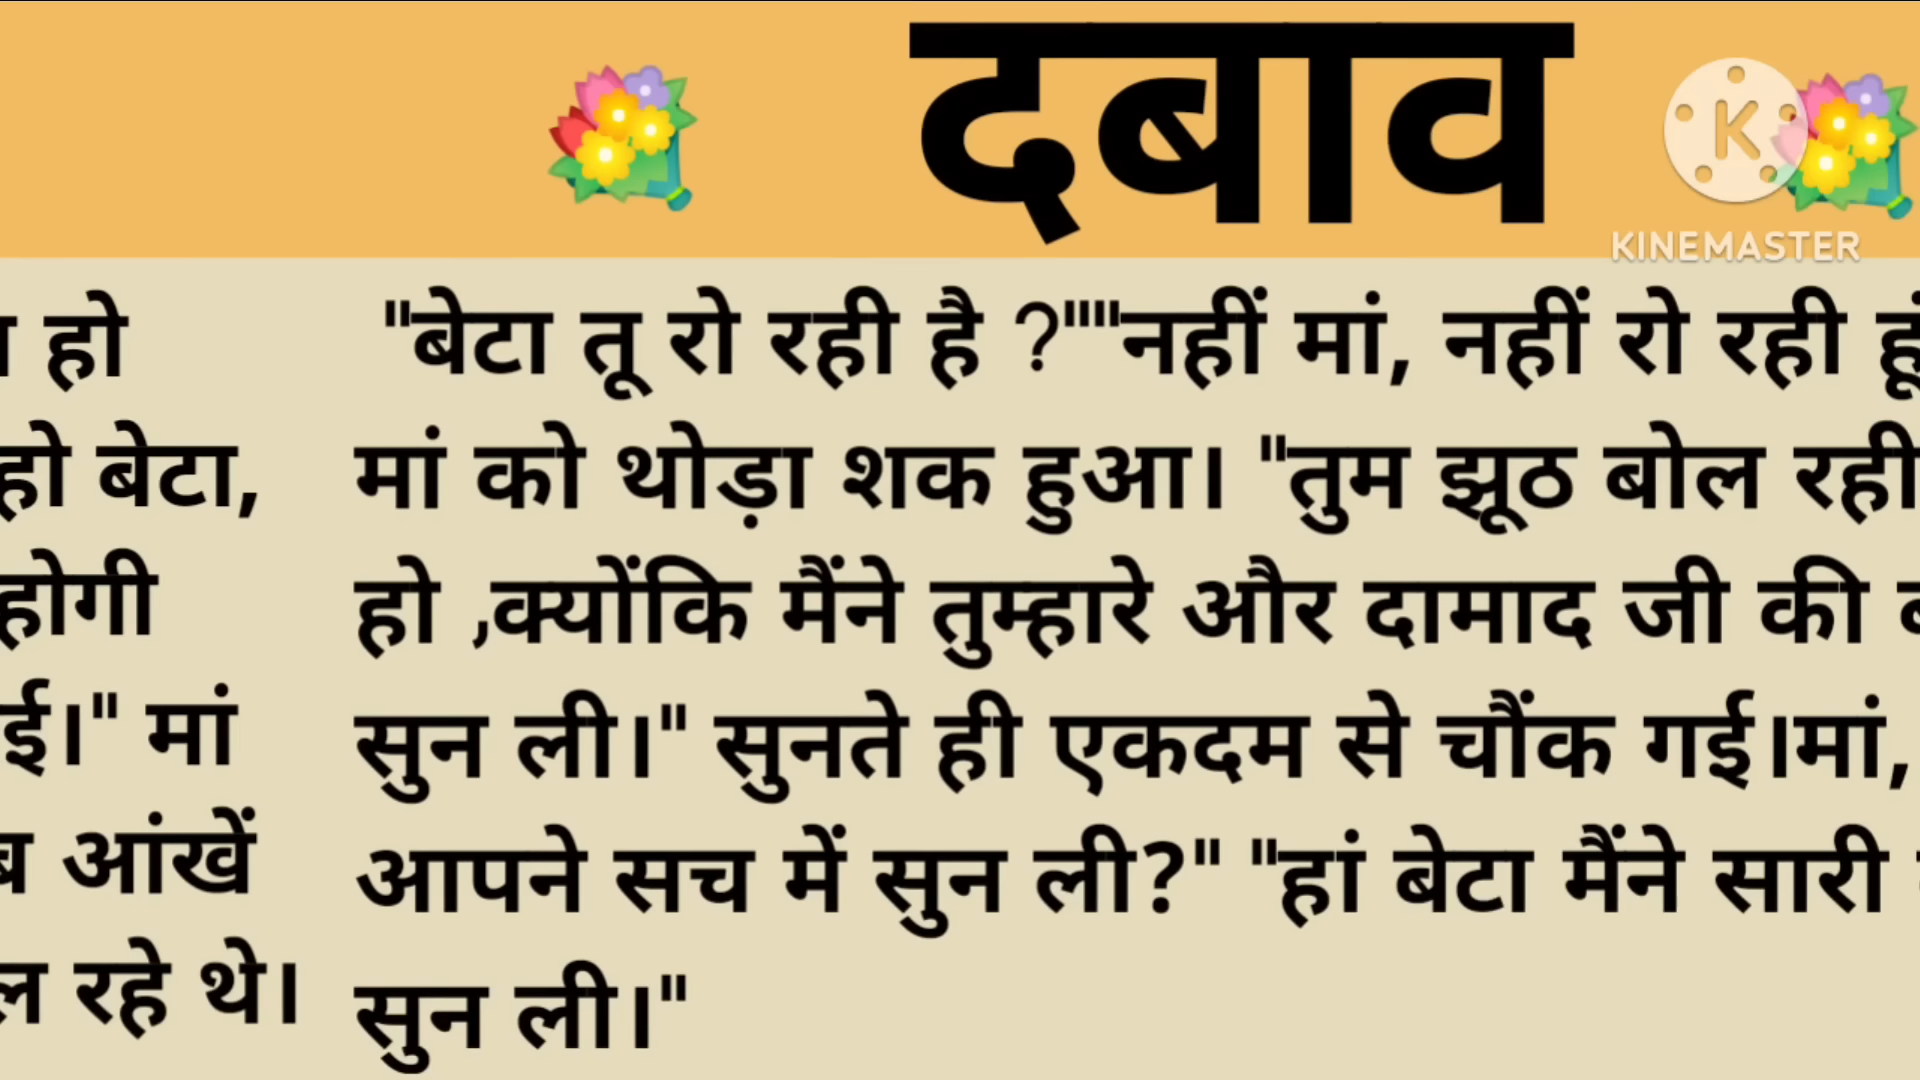 दबाव
KINEMASTER
हो
हो बेटा,
होगी
ई।" मां
आंखें
रहे थे।
"बेटा तू रो रही है ?""नहीं मां, नहीं रो रही हूं
मां को थोड़ा शक हुआ। "तुम झूठ बोल रही
हो ,क्योंकि मैंने तुम्हारे और दामाद जी की
सुन ली।" सुनते ही एकदम से चौंक गई।मां,
आपने सच में सुन ली?" "हां बेटा मैंने सारी
सुन ली।"